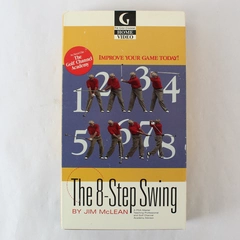 G
HOME
VIDEO
The Golf Channel
Academy
IMPROVE YOUR GAME TODAY!
1 2 3 4
5 6 7 8
The 8-Step Swing
BY JIM McLEAN